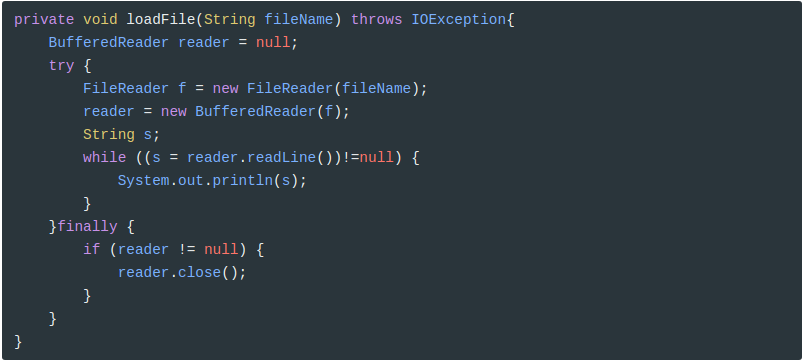 private void loadFile(String fileName) throws IOException{
    BufferedReader reader = null;
    try {
        FileReader f = new FileReader(fileName);
        reader = new BufferedReader(f);
        String s;
        while ((s = reader.readLine())!=null) {
            System.out.println(s);
        }
    }finally {
        if (reader != null) {
            reader.close();
        }
    }
}